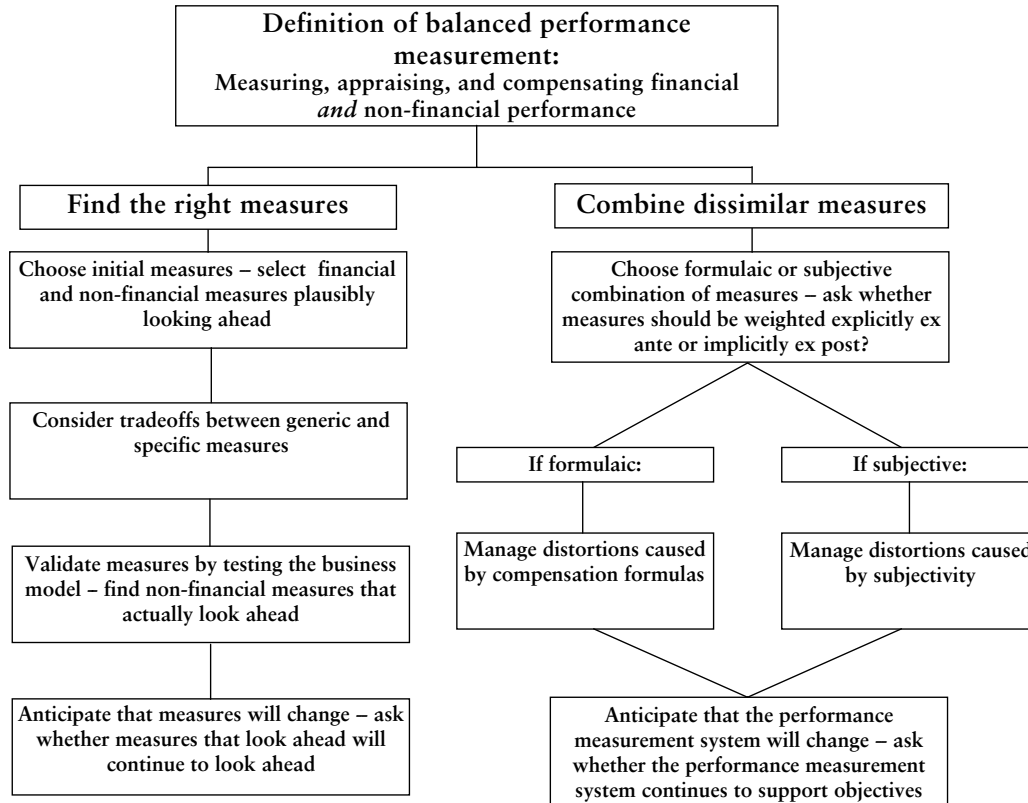 Definition of balanced performance
measurement:
Measuring, appraising, and compensating financial
and non-financial performance
Find the right measures
Choose initial measures – select financial
and non-financial measures plausibly
looking ahead
Consider tradeoffs between generic and
specific measures
Validate measures by testing the business
model – find non-financial measures that
actually look ahead
Anticipate that measures will change – ask
whether measures that look ahead will
continue to look ahead
Combine dissimilar measures
Choose formulaic or subjective
combination of measures – ask whether
measures should be weighted explicitly ex
ante or implicitly ex post?
If formulaic:
Manage distortions caused
by compensation formulas
If subjective:
Manage distortions caused
by subjectivity
Anticipate that the performance
measurement system will change – ask
whether the performance measurement
system continues to support objectives